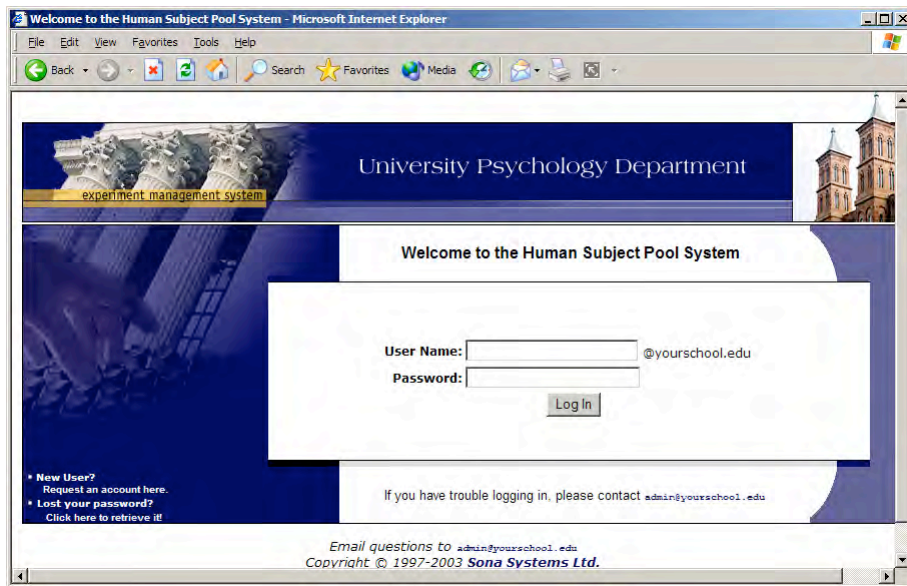 Welcome to the Human Subject Pool System - Microsoft Internet Explorer
File Edit View Favorites Tools Help
Back Search Favorites Media
University Psychology Department
experiment management system
Welcome to the Human Subject Pool System
User Name: @yourschool.edu
Password:
Log In
New User?
Request an account here.
Lost your password?
Click here to retrieve it!
If you have trouble logging in, please contact admin@yourschool.edu
Email questions to admin@yourschool.edu
Copyright © 1997-2003 Sona Systems Ltd.